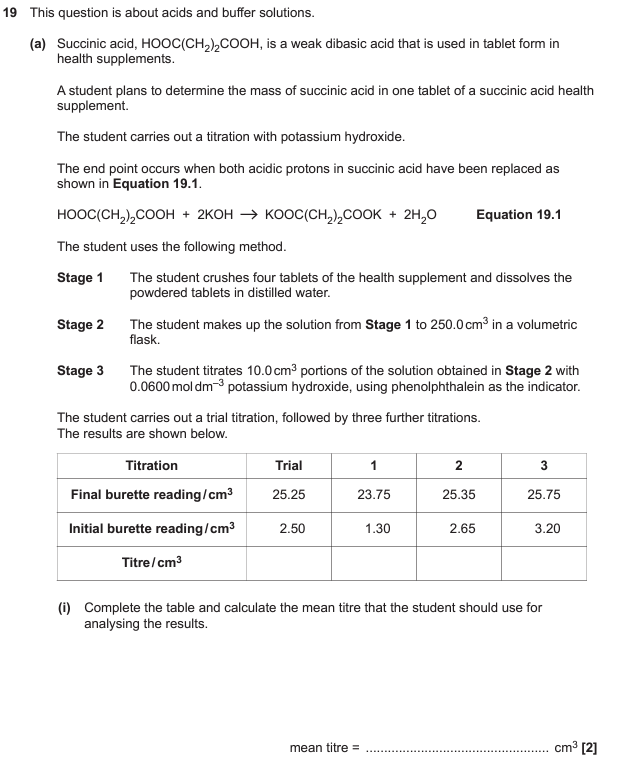 19 This question is about acids and buffer solutions.
(a) Succinic acid, HOOC(CH₂)₂COOH, is a weak dibasic acid that is used in tablet form in
health supplements.
A student plans to determine the mass of succinic acid in one tablet of a succinic acid health
supplement.
The student carries out a titration with potassium hydroxide.
The end point occurs when both acidic protons in succinic acid have been replaced as
shown in Equation 19.1.
HOOC(CH₂)₂COOH + 2KOH → KOOC(CH₂)₂COOK + 2H₂O Equation 19.1
The student uses the following method.
Stage 1 The student crushes four tablets of the health supplement and dissolves the
powdered tablets in distilled water.
Stage 2 The student makes up the solution from Stage 1 to 250.0 cm³ in a volumetric
flask.
Stage 3 The student titrates 10.0 cm³ portions of the solution obtained in Stage 2 with
0.0600 mol dm⁻³ potassium hydroxide, using phenolphthalein as the indicator.
The student carries out a trial titration, followed by three further titrations.
The results are shown below.
Titration Trial 1 2 3
Final burette reading / cm³ 25.25 23.75 25.35 25.75
Initial burette reading / cm³ 2.50 1.30 2.65 3.20
Titre / cm³
(i) Complete the table and calculate the mean titre that the student should use for
analysing the results.
mean titre = .................................................. cm³ [2]